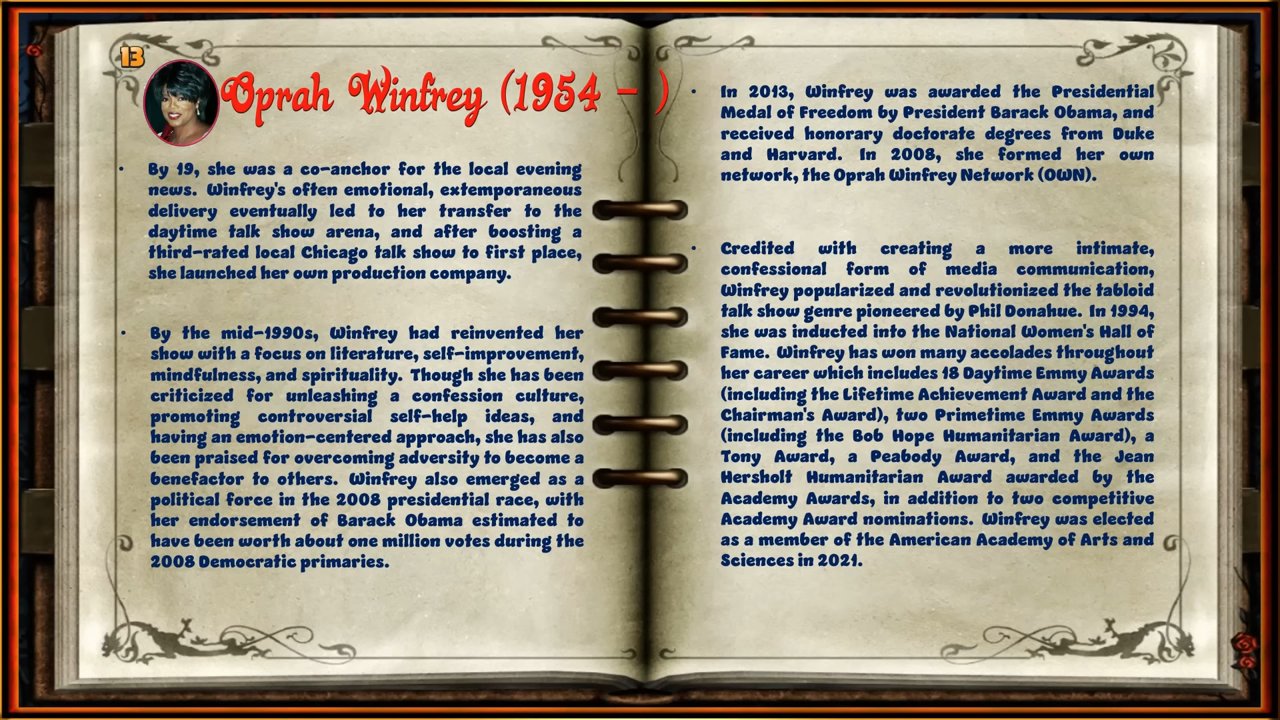 13
Oprah Winfrey (1954 – )
• By 19, she was a co-anchor for the local evening
news. Winfrey's often emotional, extemporaneous
delivery eventually led to her transfer to the
daytime talk show arena, and after boosting a
third-rated local Chicago talk show to first place,
she launched her own production company.
• By the mid-1990s, Winfrey had reinvented her
show with a focus on literature, self-improvement,
mindfulness, and spirituality. Though she has been
criticized for unleashing a confession culture,
promoting controversial self-help ideas, and
having an emotion-centered approach, she has also
been praised for overcoming adversity to become a
benefactor to others. Winfrey also emerged as a
political force in the 2008 presidential race, with
her endorsement of Barack Obama estimated to
have been worth about one million votes during the
2008 Democratic primaries.
• In 2013, Winfrey was awarded the Presidential
Medal of Freedom by President Barack Obama, and
received honorary doctorate degrees from Duke
and Harvard. In 2008, she formed her own
network, the Oprah Winfrey Network (OWN).
• Credited with creating a more intimate,
confessional form of media communication,
Winfrey popularized and revolutionized the tabloid
talk show genre pioneered by Phil Donahue. In 1994,
she was inducted into the National Women's Hall of
Fame. Winfrey has won many accolades throughout
her career which includes 18 Daytime Emmy Awards
(including the Lifetime Achievement Award and the
Chairman's Award), two Primetime Emmy Awards
(including the Bob Hope Humanitarian Award), a
Tony Award, a Peabody Award, and the Jean
Hersholt Humanitarian Award awarded by the
Academy Awards, in addition to two competitive
Academy Award nominations. Winfrey was elected
as a member of the American Academy of Arts and
Sciences in 2021.